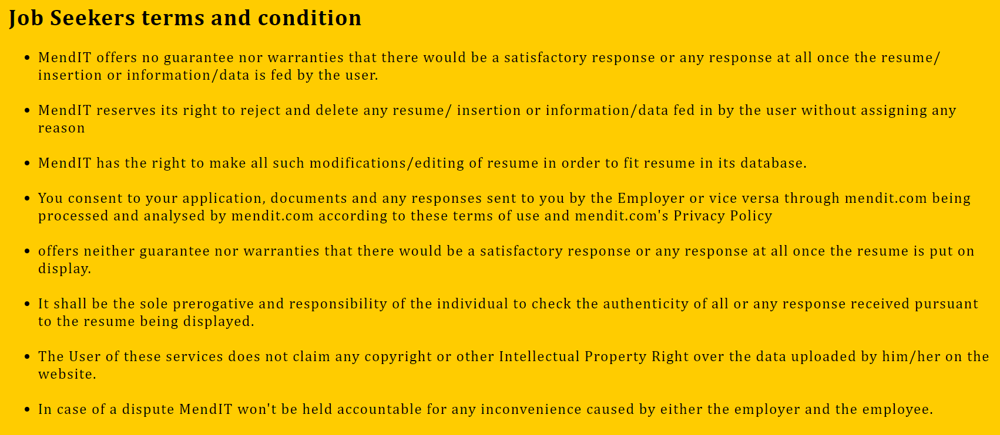 Job Seekers terms and condition
MendIT offers no guarantee nor warranties that there would be a satisfactory response or any response at all once the resume/
insertion or information/data is fed by the user.
MendIT reserves its right to reject and delete any resume/ insertion or information/data fed in by the user without assigning any
reason
MendIT has the right to make all such modifications/editing of resume in order to fit resume in its database.
You consent to your application, documents and any responses sent to you by the Employer or vice versa through mendit.com being
processed and analysed by mendit.com according to these terms of use and mendit.com's Privacy Policy
offers neither guarantee nor warranties that there would be a satisfactory response or any response at all once the resume is put on
display.
It shall be the sole prerogative and responsibility of the individual to check the authenticity of all or any response received pursuant
to the resume being displayed.
The User of these services does not claim any copyright or other Intellectual Property Right over the data uploaded by him/her on the
website.
In case of a dispute MendIT won't be held accountable for any inconvenience caused by either the employer and the employee.